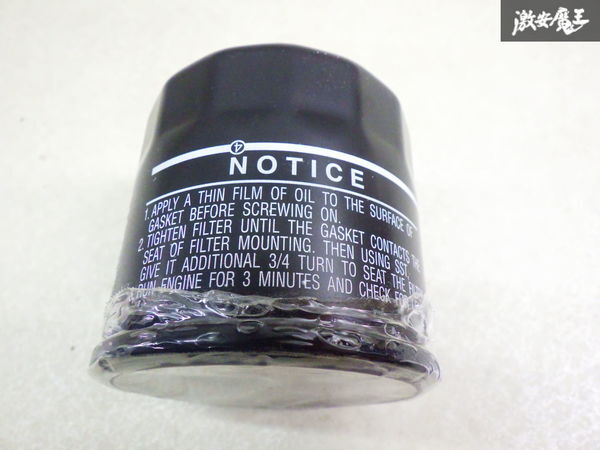 激安魔王
4
NOTICE
1. APPLY A THIN FILM OF OIL TO THE SURFACE OF
GASKET BEFORE SCREWING ON.
2. TIGHTEN FILTER UNTIL THE GASKET CONTACTS THE
SEAT OF FILTER MOUNTING. THEN USING SST,
GIVE IT ADDITIONAL 3/4 TURN TO SEAT THE
RUN ENGINE FOR 3 MINUTES AND CHECK FOR